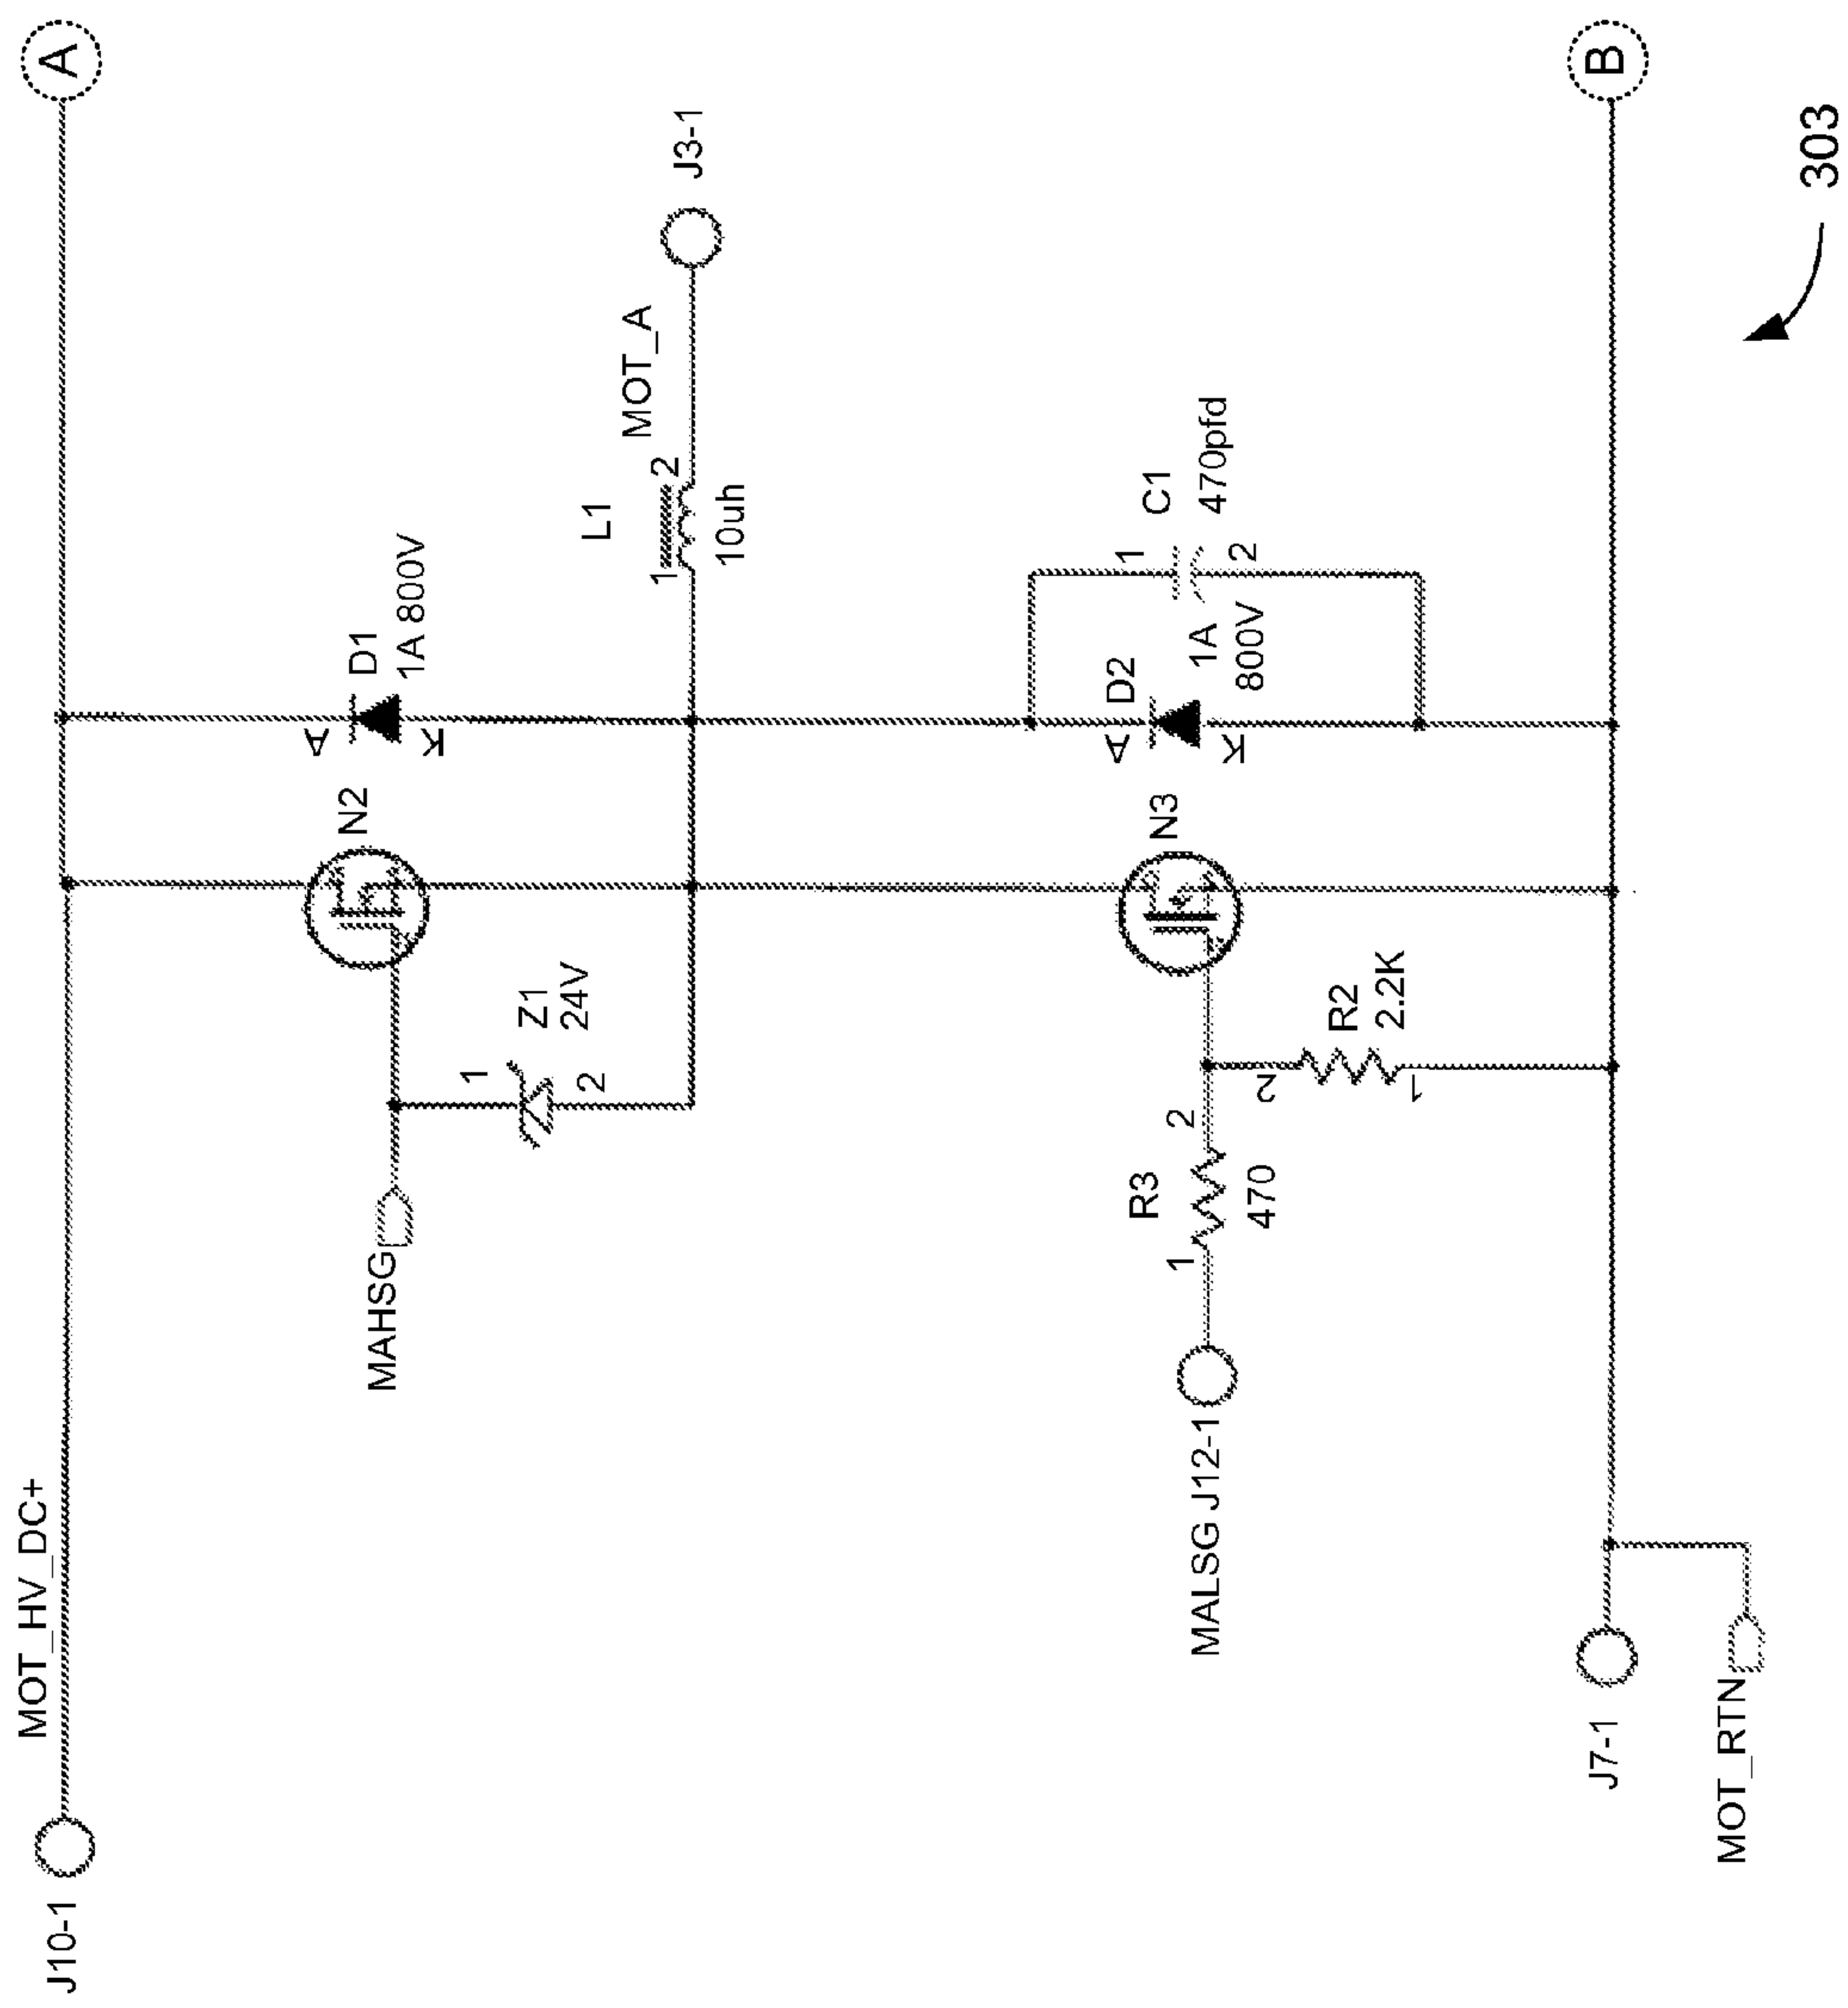 A
MOT_HV_DC+
J10-1
D1
1A 800V
A
K
N2
MAHSG
1
Z1
24V
2
L1
1
2
10uh
MOT_A
J3-1
D2
1A
800V
A
K
C1
470pfd
1
2
N3
R3
1
2
470
MALSG J12-1
R2
2.2K
2
1
B
J7-1
MOT_RTN
303